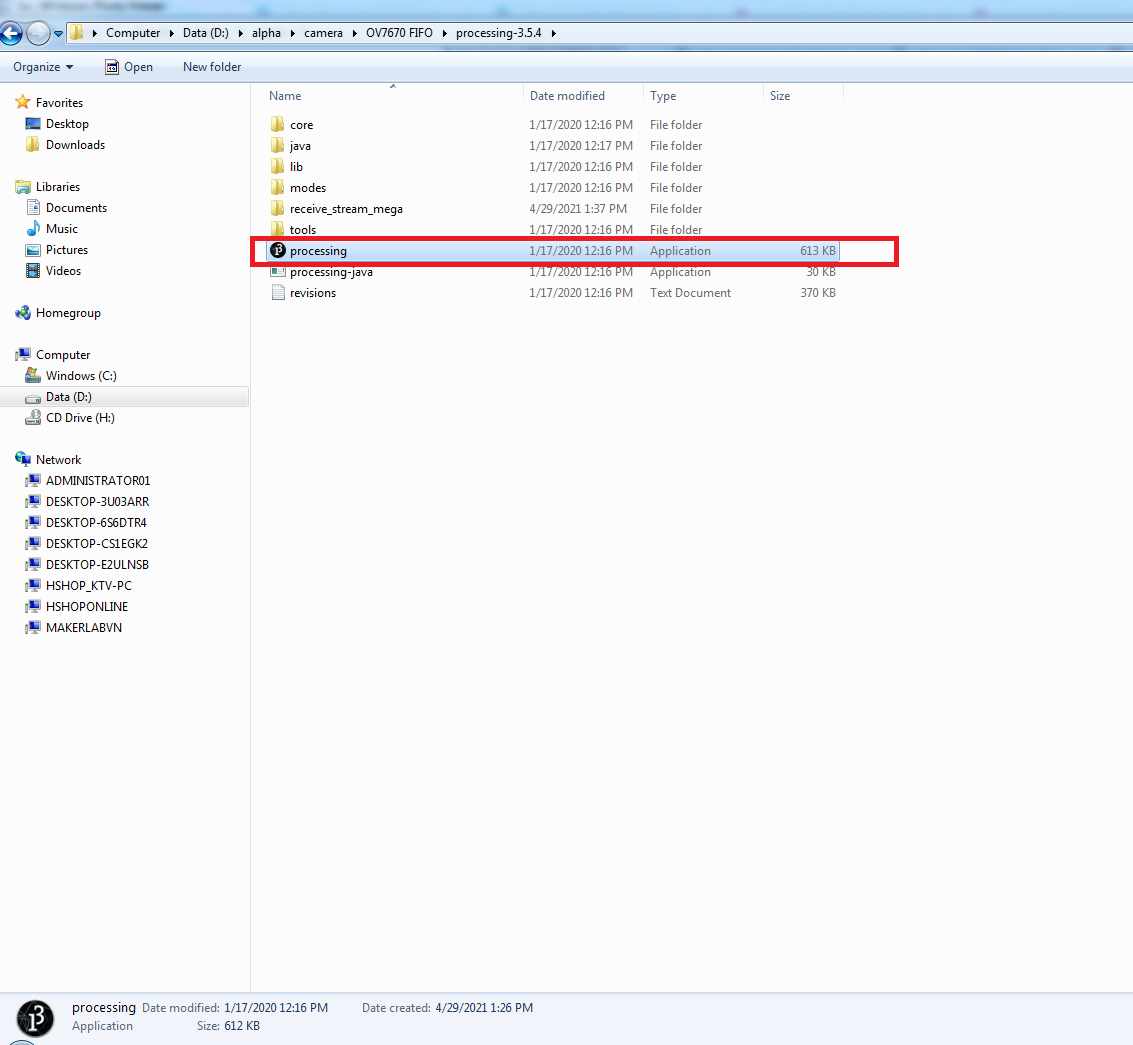 Computer Data (D:) alpha camera OV7670 FIFO processing-3.5.4
Organize Open New folder
Favorites
Desktop
Downloads
Libraries
Documents
Music
Pictures
Videos
Homegroup
Computer
Windows (C:)
Data (D:)
CD Drive (H:)
Network
ADMINISTRATOR01
DESKTOP-3U03ARR
DESKTOP-6S6DTR4
DESKTOP-CS1EGK2
DESKTOP-E2ULNSB
HSHOP_KTV-PC
HSHOPONLINE
MAKERLABVN
Name Date modified Type Size
core 1/17/2020 12:16 PM File folder
java 1/17/2020 12:17 PM File folder
lib 1/17/2020 12:16 PM File folder
modes 1/17/2020 12:16 PM File folder
receive_stream_mega 4/29/2021 1:37 PM File folder
tools 1/17/2020 12:16 PM File folder
processing 1/17/2020 12:16 PM Application 613 KB
processing-java 1/17/2020 12:16 PM Application 30 KB
revisions 1/17/2020 12:16 PM Text Document 370 KB
processing Date modified: 1/17/2020 12:16 PM Date created: 4/29/2021 1:26 PM
Application Size: 612 KB